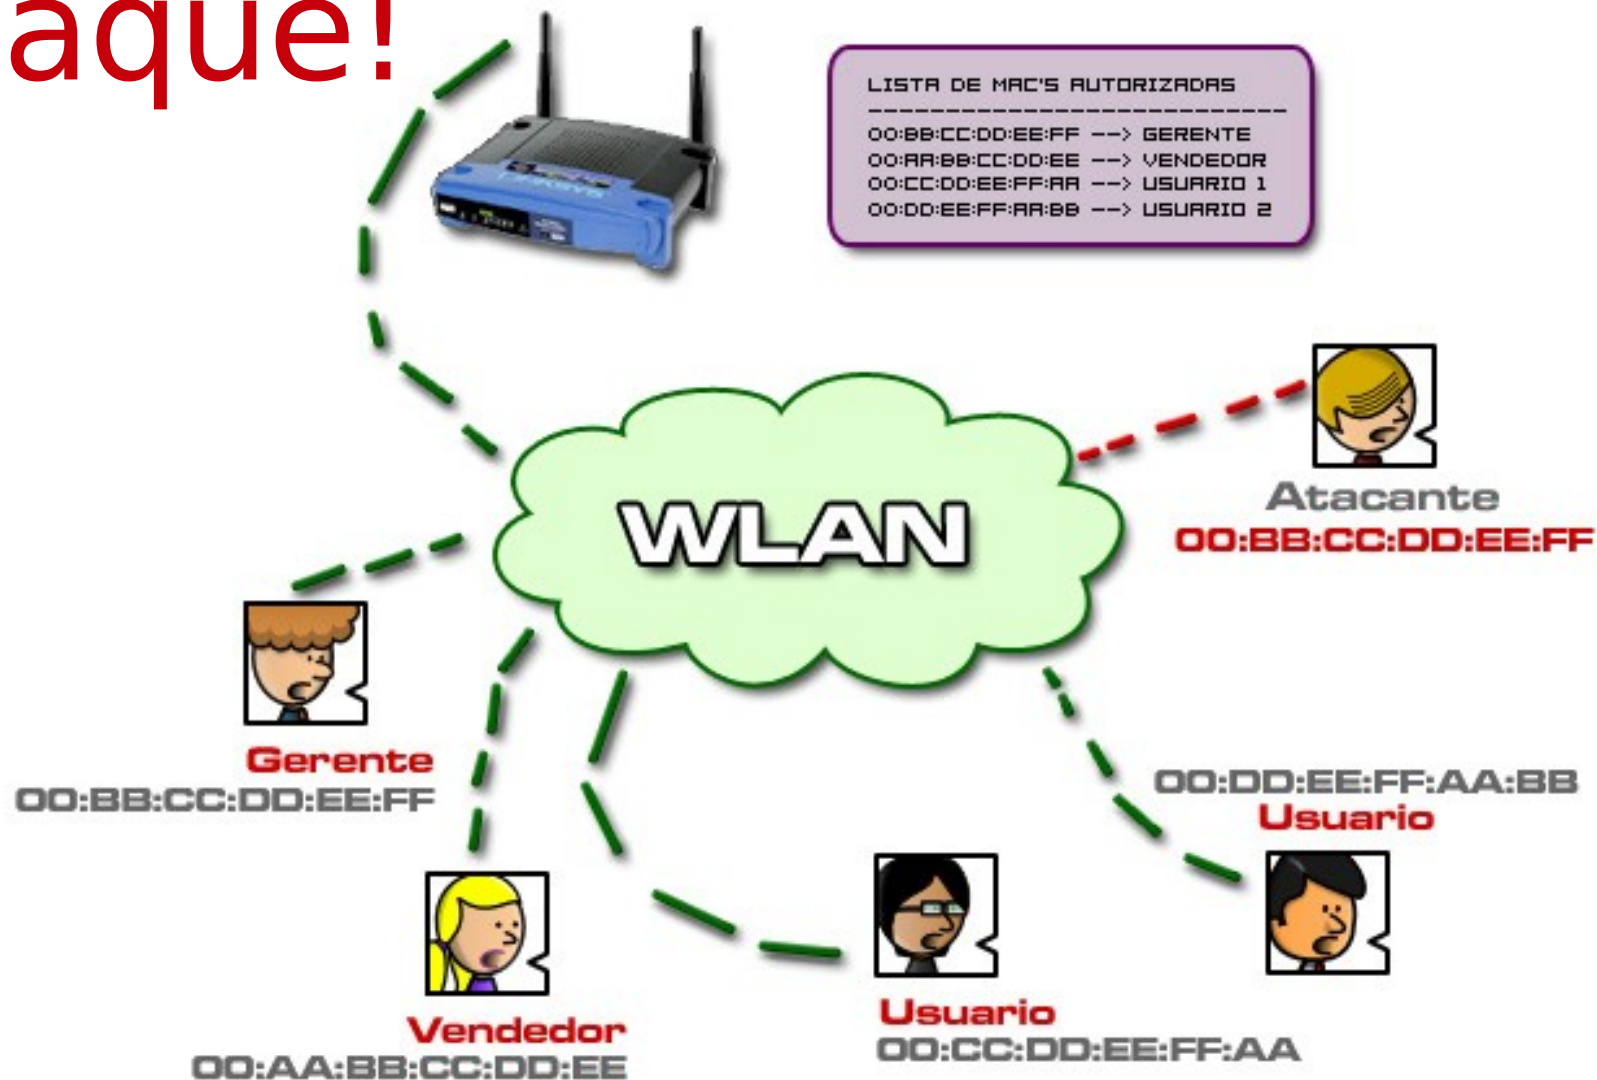 aque!
LISTA DE MAC'S AUTORIZADAS
--------------------------------
00:BB:CC:DD:EE:FF --> GERENTE
00:AA:BB:CC:DD:EE --> VENDEDOR
00:CC:DD:EE:FF:AA --> USUARIO 1
00:DD:EE:FF:AA:BB --> USUARIO 2
WLAN
Atacante
00:BB:CC:DD:EE:FF
Gerente
00:BB:CC:DD:EE:FF
00:DD:EE:FF:AA:BB
Usuario
Vendedor
00:AA:BB:CC:DD:EE
Usuario
00:CC:DD:EE:FF:AA